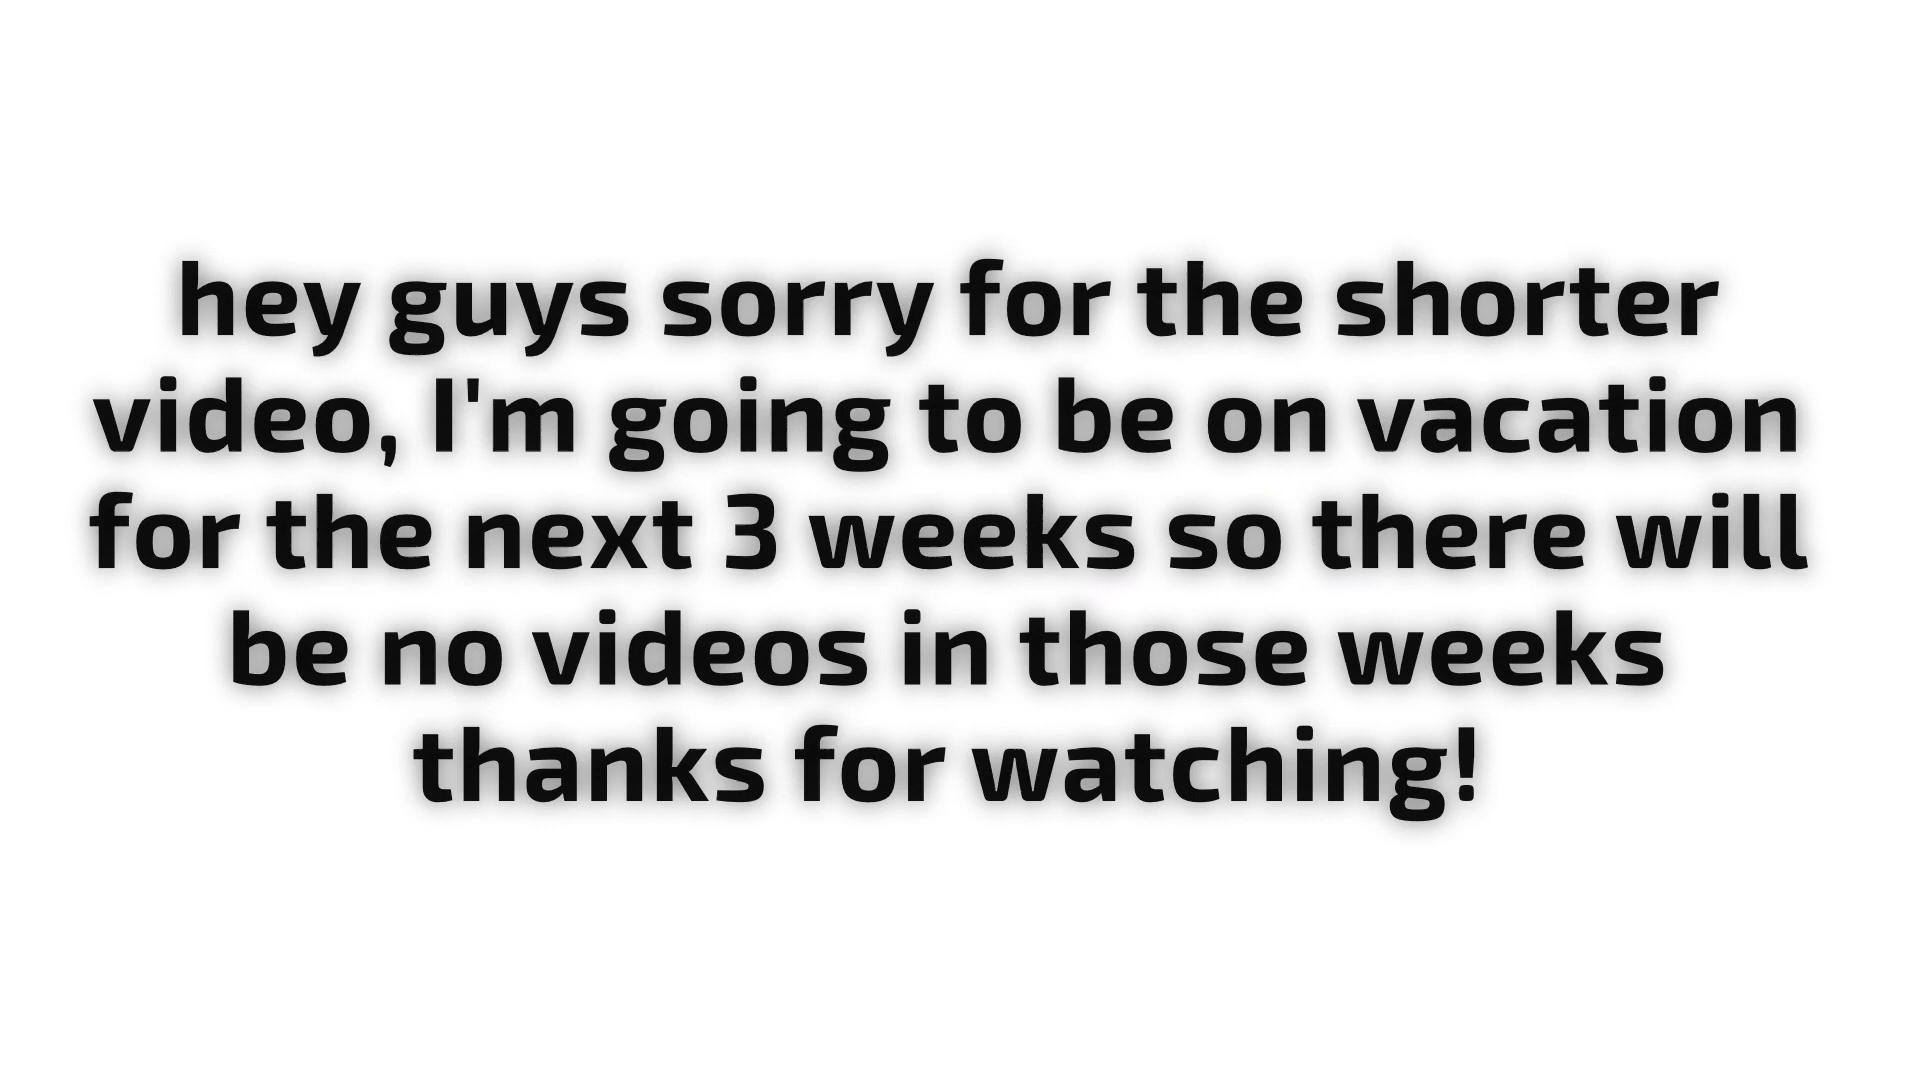 hey guys sorry for the shorter
video, I'm going to be on vacation
for the next 3 weeks so there will
be no videos in those weeks
thanks for watching!